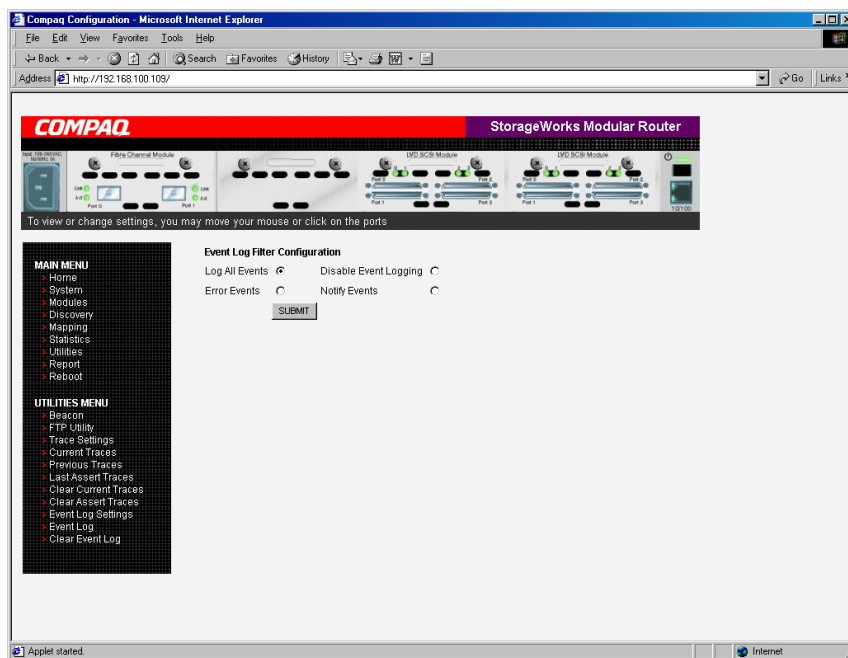 Compaq Configuration - Microsoft Internet Explorer
File Edit View Favorites Tools Help
Back Search Favorites History
Address http://192.168.100.109/ Go Links
COMPAQ StorageWorks Modular Router
Fibre Channel Module LVD SCSI Module LVD SCSI Module
Link Link
Act Act
Port 0 Port 1 Port 0 Port 2 Port 0 Port 2
Port 1 Port 3 Port 1 Port 3
10/100
To view or change settings, you may move your mouse or click on the ports
MAIN MENU
> Home
> System
> Modules
> Discovery
> Mapping
> Statistics
> Utilities
> Report
> Reboot
UTILITIES MENU
> Beacon
> FTP Utility
> Trace Settings
> Current Traces
> Previous Traces
> Last Assert Traces
> Clear Current Traces
> Clear Assert Traces
> Event Log Settings
> Event Log
> Clear Event Log
Event Log Filter Configuration
Log All Events Disable Event Logging
Error Events Notify Events
SUBMIT
Applet started. Internet